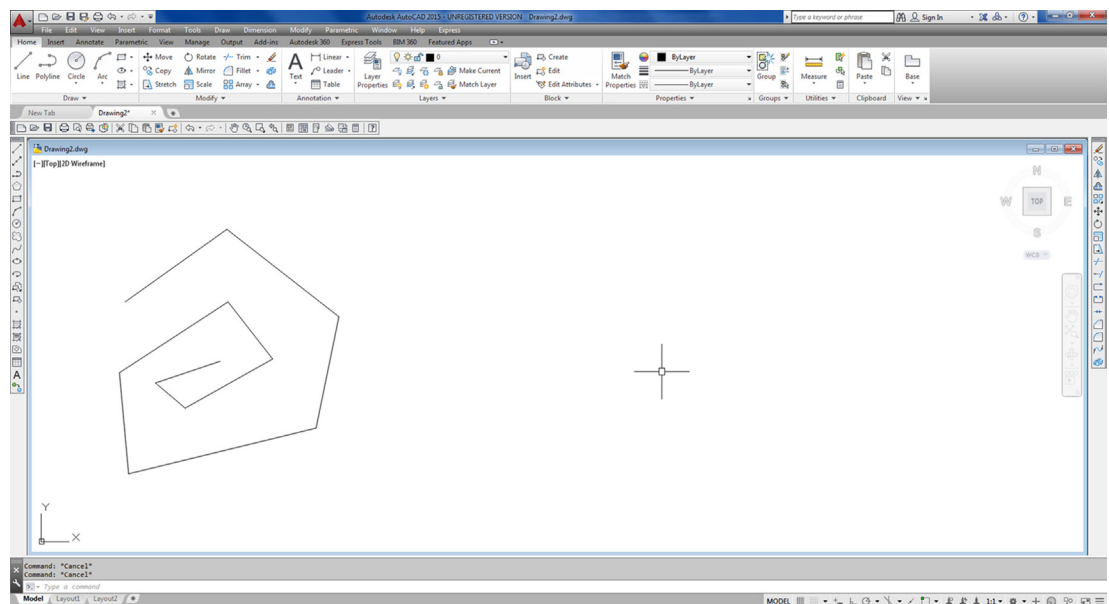 Autodesk AutoCAD 2015 - UNREGISTERED VERSION Drawing2.dwg
Type a keyword or phrase
Sign In
File Edit View Insert Format Tools Draw Dimension Modify Parametric Window Help Express
Home Insert Annotate Parametric View Manage Output Add-ins Autodesk 360 Express Tools BIM 360 Featured Apps
Line Polyline Circle Arc
Move Rotate Trim
Copy Mirror Fillet
Stretch Scale Array
Text
Linear
Leader
Table
Layer Properties
0
Make Current
Match Layer
Insert
Create
Edit
Edit Attributes
Match Properties
ByLayer
ByLayer
ByLayer
Group
Measure
Paste
Base
Draw Modify Annotation Layers Block Properties Groups Utilities Clipboard View
New Tab Drawing2*
Drawing2.dwg
[−][Top][2D Wireframe]
N
W TOP E
S
WCS
Y
X
Command: *Cancel*
Command: *Cancel*
Type a command
Model Layout1 Layout2
MODEL 1:1